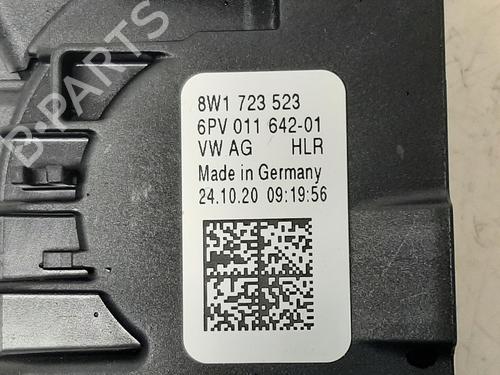 B-PARTS
8W1 723 523
6PV 011 642-01
VW AG HLR
Made in Germany
24.10.20 09:19:56